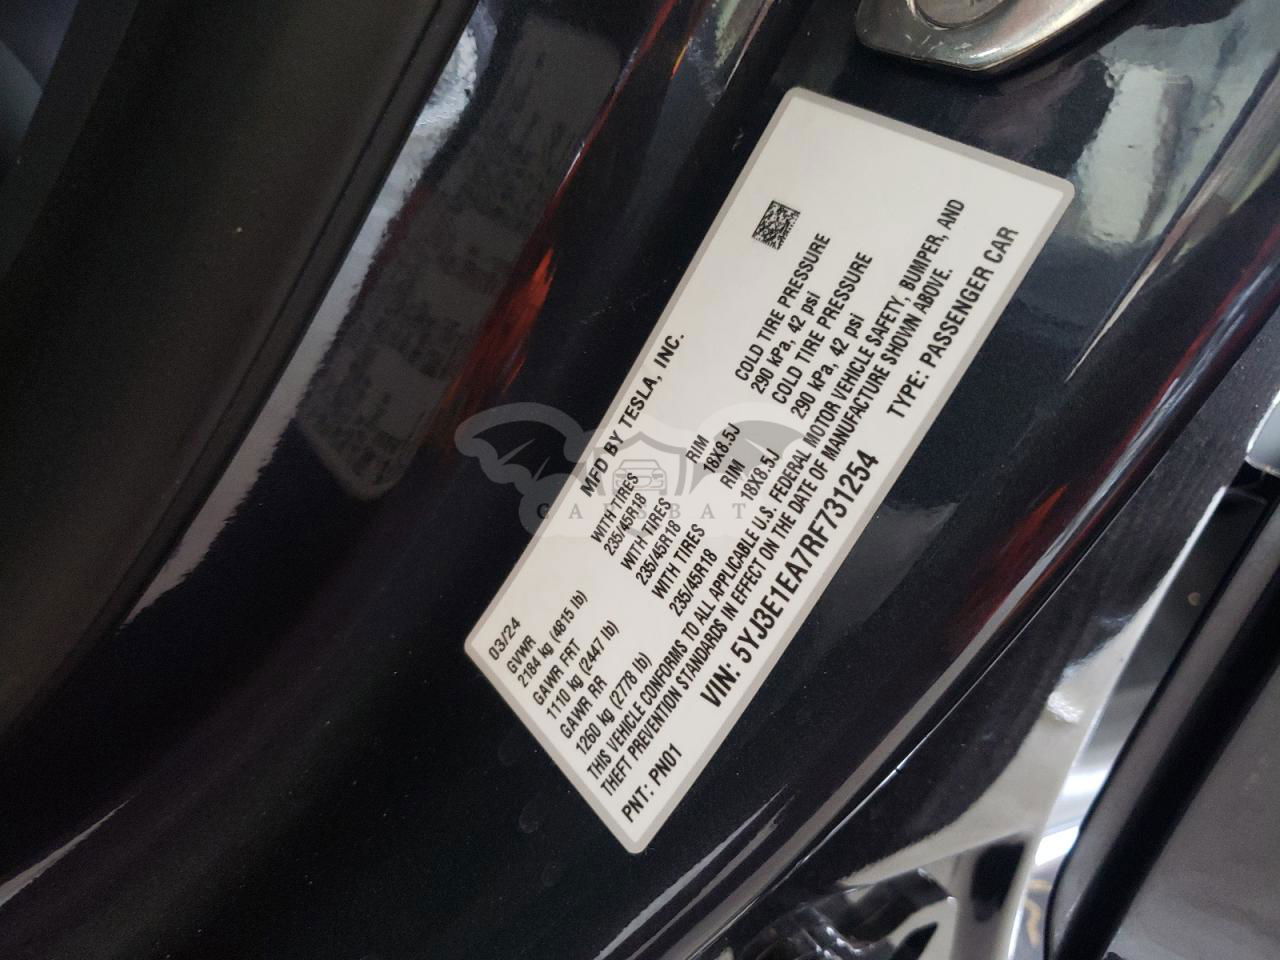 03/24
MFD BY TESLA, INC.
GVWR
2184 kg (4815 lb)
WITH TIRES
235/45R18
GAWR FRT
1110 kg (2447 lb)
WITH TIRES
235/45R18
RIM
18X8.5J
COLD TIRE PRESSURE
290 kPa, 42 psi
GAWR RR
1260 kg (2778 lb)
WITH TIRES
235/45R18
RIM
18X8.5J
COLD TIRE PRESSURE
290 kPa, 42 psi
THIS VEHICLE CONFORMS TO ALL APPLICABLE U.S. FEDERAL MOTOR VEHICLE SAFETY, BUMPER, AND
THEFT PREVENTION STANDARDS IN EFFECT ON THE DATE OF MANUFACTURE SHOWN ABOVE.
VIN: 5YJ3E1EA7RF731254
TYPE: PASSENGER CAR
PNT: PN01
CARSBAT